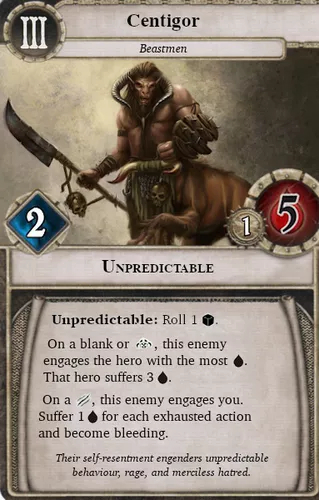 III
Centigor
Beastmen
2
1
5
UNPREDICTABLE
Unpredictable: Roll 1 .
On a blank or , this enemy
engages the hero with the most .
That hero suffers 3 .
On a , this enemy engages you.
Suffer 1 for each exhausted action
and become bleeding.
Their self-resentment engenders unpredictable
behaviour, rage, and merciless hatred.